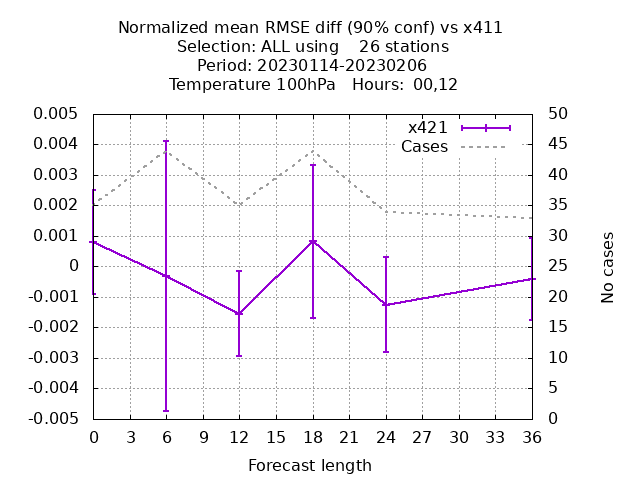 Normalized mean RMSE diff (90% conf) vs x411
Selection: ALL using    26 stations
Period: 20230114-20230206
Temperature 100hPa   Hours:  00,12
x421
Cases
0.005
0.004
0.003
0.002
0.001
0
-0.001
-0.002
-0.003
-0.004
-0.005
50
45
40
35
30
25
20
15
10
5
0
No cases
0 3 6 9 12 15 18 21 24 27 30 33 36
Forecast length